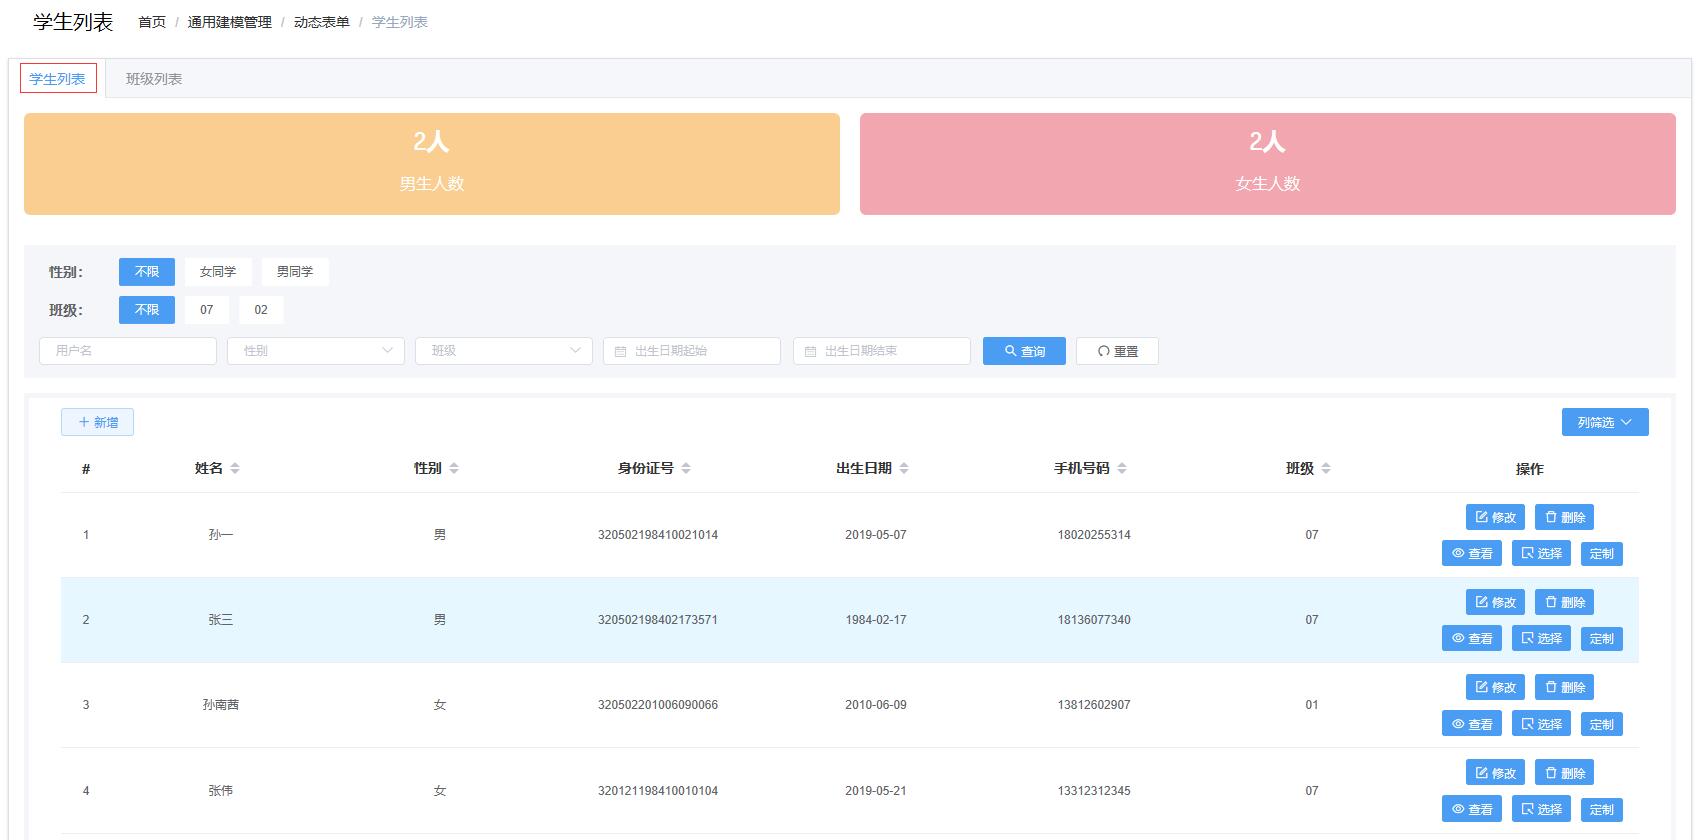 学生列表 首页 / 通用建模管理 / 动态表单 / 学生列表
学生列表 班级列表
2人 2人
男生人数 女生人数
性别： 不限 女同学 男同学
班级： 不限 07 02
用户名 性别 班级 出生日期起始 出生日期结束 查询 重置
+ 新增 列筛选
# 姓名 性别 身份证号 出生日期 手机号码 班级 操作
修改 删除
1 孙一 男 320502198410021014 2019-05-07 18020255314 07
查看 选择 定制
修改 删除
2 张三 男 320502198402173571 1984-02-17 18136077340 07
查看 选择 定制
修改 删除
3 孙南茜 女 320502201006090066 2010-06-09 13812602907 01
查看 选择 定制
修改 删除
4 张伟 女 320121198410010104 2019-05-21 13312312345 07
查看 选择 定制